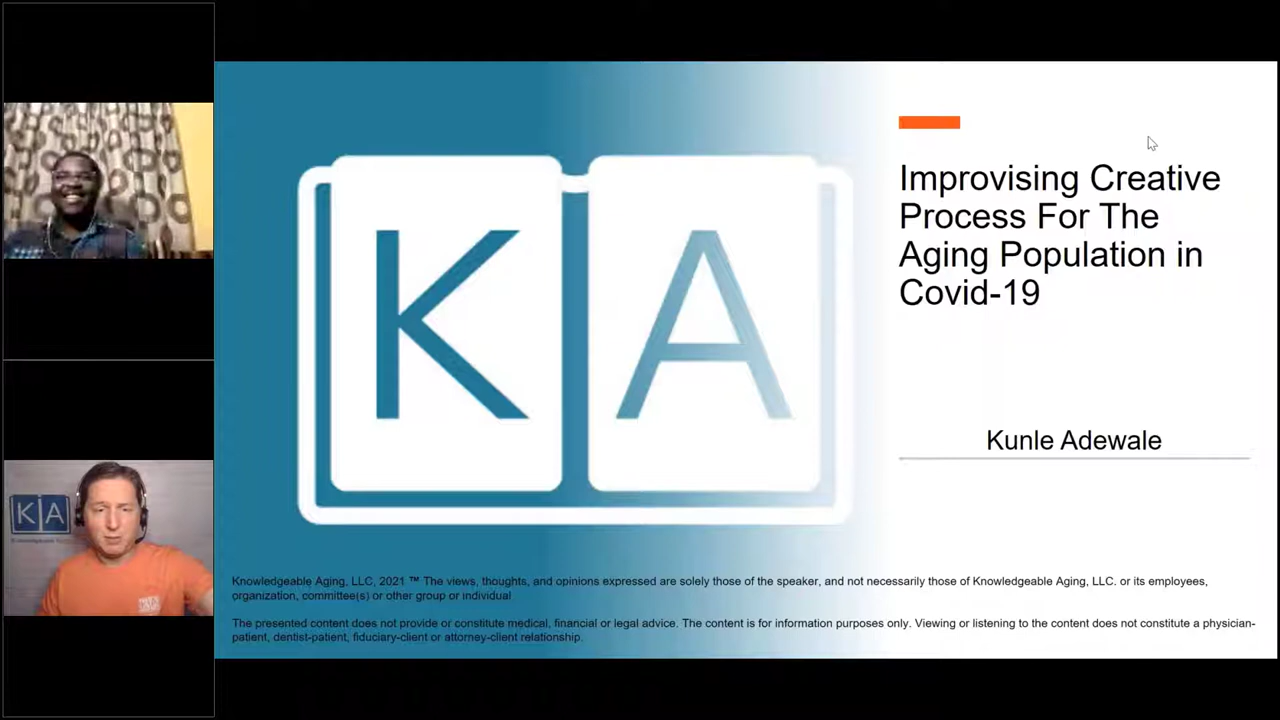 K A
Improvising Creative
Process For The
Aging Population in
Covid-19
Kunle Adewale
K A
Knowledgeable Aging, LLC, 2021 ™ The views, thoughts, and opinions expressed are solely those of the speaker, and not necessarily those of Knowledgeable Aging, LLC. or its employees,
organization, committee(s) or other group or individual
The presented content does not provide or constitute medical, financial or legal advice. The content is for information purposes only. Viewing or listening to the content does not constitute a physician-
patient, dentist-patient, fiduciary-client or attorney-client relationship.